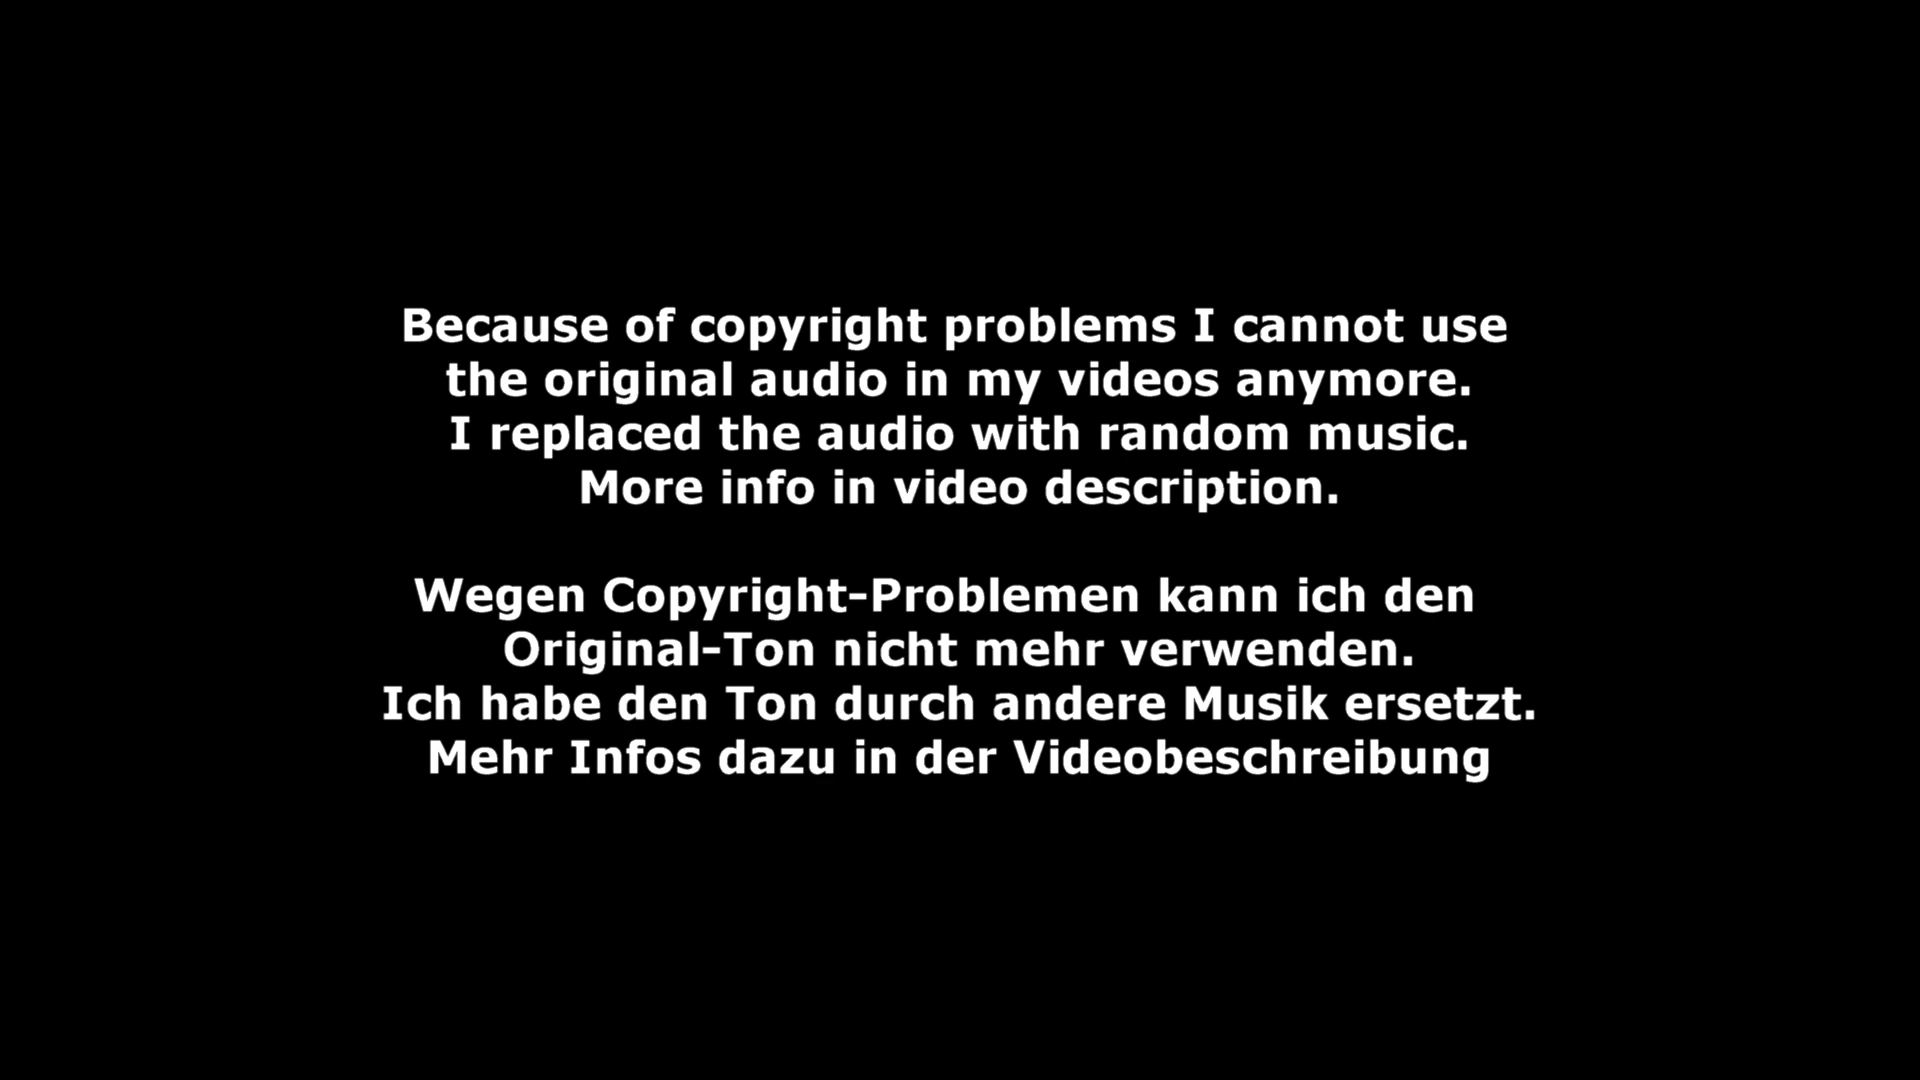 Because of copyright problems I cannot use
the original audio in my videos anymore.
I replaced the audio with random music.
More info in video description.
Wegen Copyright-Problemen kann ich den
Original-Ton nicht mehr verwenden.
Ich habe den Ton durch andere Musik ersetzt.
Mehr Infos dazu in der Videobeschreibung